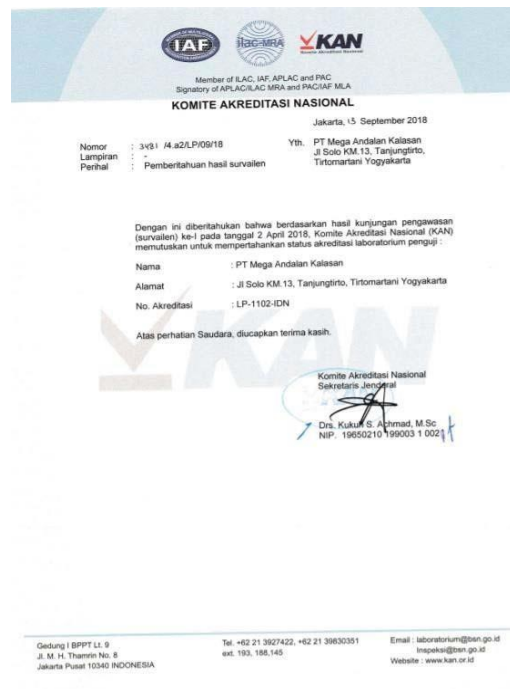 IAF
ilac-MRA
KAN
Komite Akreditasi Nasional
Member of ILAC, IAF, APLAC and PAC
Signatory of APLAC/ILAC MRA and PAC/IAF MLA
KOMITE AKREDITASI NASIONAL
Jakarta, 13 September 2018
Nomor : 3481 /4.a2/LP/09/18
Lampiran : -
Perihal : Pemberitahuan hasil survailen
Yth. PT Mega Andalan Kalasan
Jl Solo KM.13, Tanjungtirto,
Tirtomartani Yogyakarta
Dengan ini diberitahukan bahwa berdasarkan hasil kunjungan pengawasan
(survailen) ke-I pada tanggal 2 April 2018, Komite Akreditasi Nasional (KAN)
memutuskan untuk mempertahankan status akreditasi laboratorium penguji :
Nama : PT Mega Andalan Kalasan
Alamat : Jl Solo KM.13, Tanjungtirto, Tirtomartani Yogyakarta
No. Akreditasi : LP-1102-IDN
Atas perhatian Saudara, diucapkan terima kasih.
KAN
Komite Akreditasi Nasional
Sekretaris Jenderal
Drs. Kukuh S. Achmad, M.Sc
NIP. 19650210 199003 1 002
Gedung I BPPT Lt. 9
Jl. M. H. Thamrin No. 8
Jakarta Pusat 10340 INDONESIA
Tel. +62 21 3927422, +62 21 39830351
ext. 193, 188,145
Email : laboratorium@bsn.go.id
Inspeksi@bsn.go.id
Website : www.kan.or.id